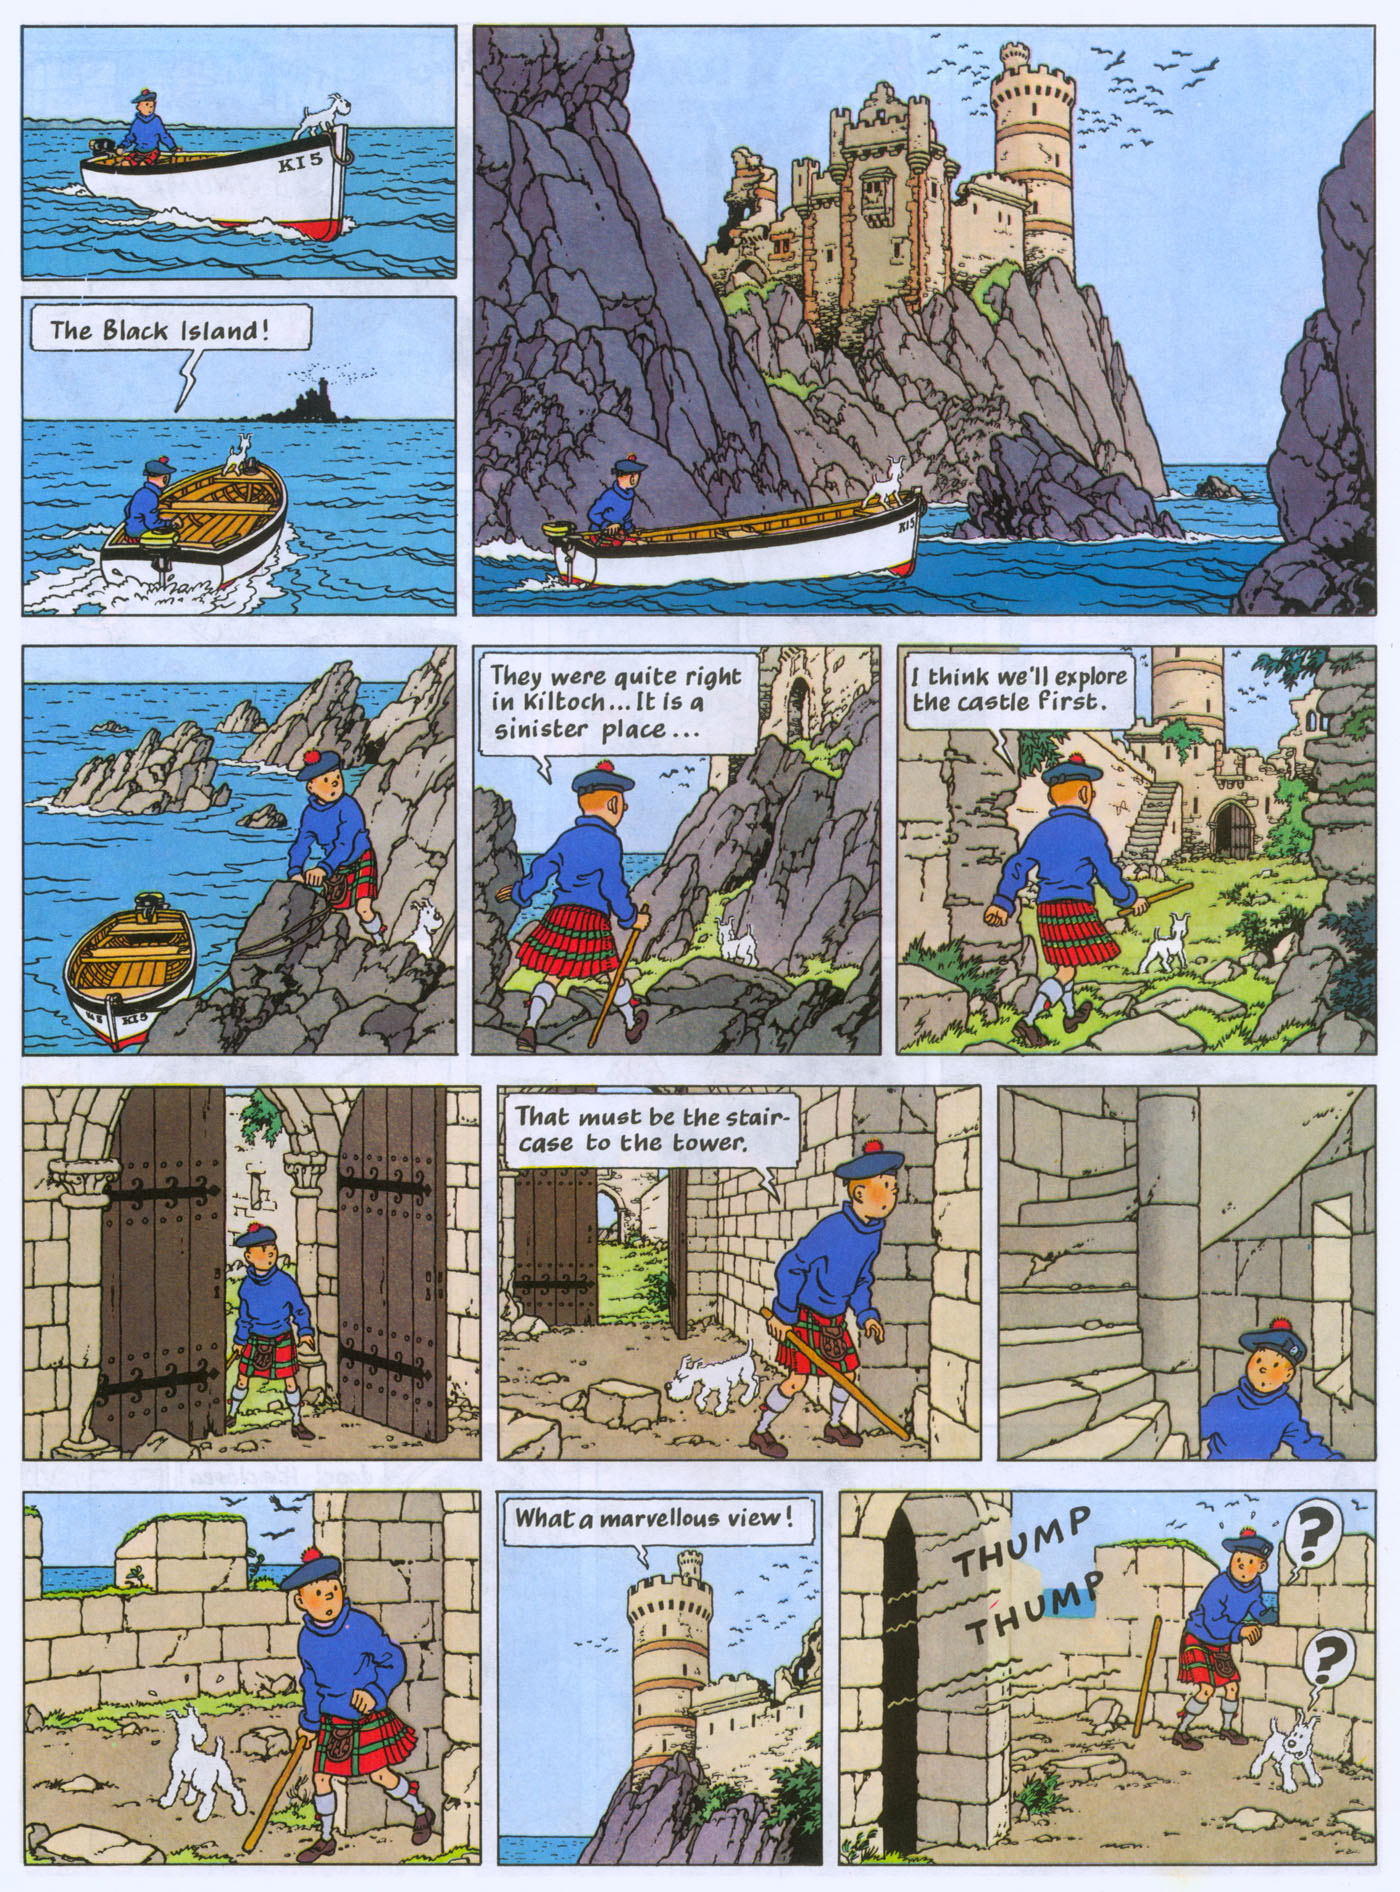 KI5
The Black Island!
KI5
KI5
They were quite right
in Kiltoch... It is a
sinister place...
I think we'll explore
the castle first.
That must be the stair-
case to the tower.
What a marvellous view!
THUMP
THUMP
?
?